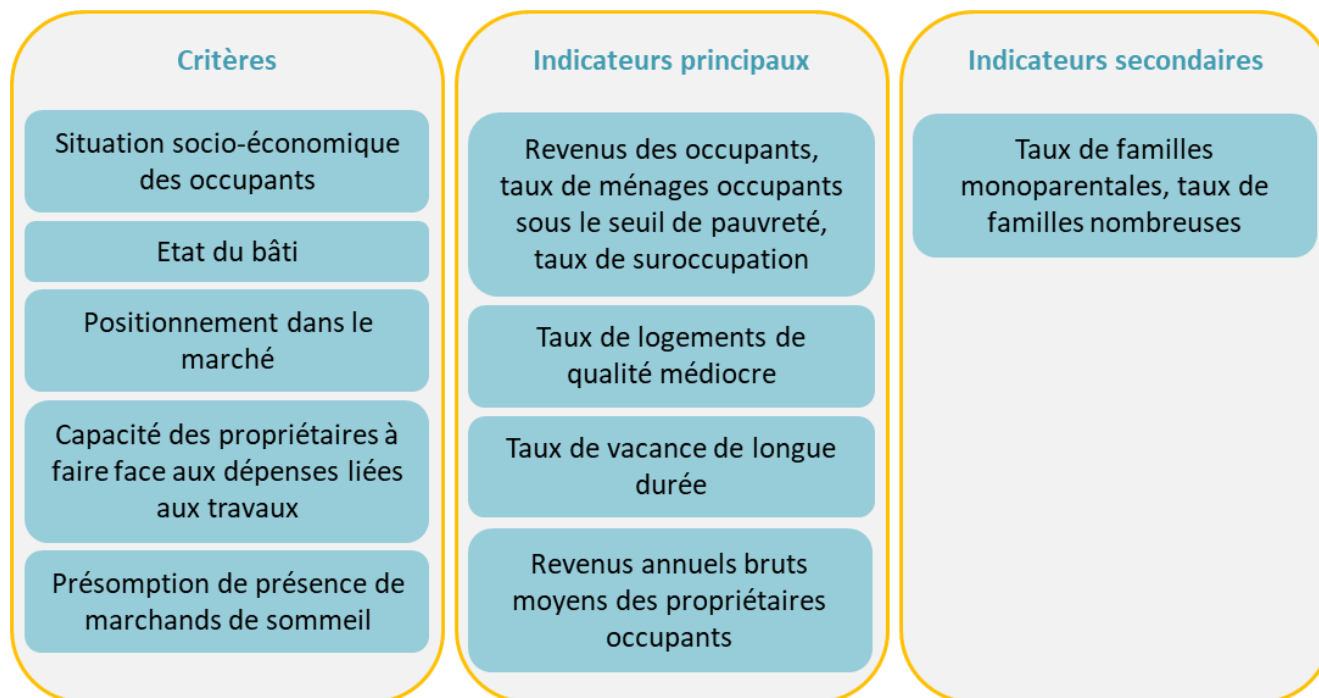 Critères
Situation socio-économique
des occupants
Etat du bâti
Positionnement dans le
marché
Capacité des propriétaires à
faire face aux dépenses liées
aux travaux
Présomption de présence de
marchands de sommeil
Indicateurs principaux
Revenus des occupants,
taux de ménages occupants
sous le seuil de pauvreté,
taux de suroccupation
Taux de logements de
qualité médiocre
Taux de vacance de longue
durée
Revenus annuels bruts
moyens des propriétaires
occupants
Indicateurs secondaires
Taux de familles
monoparentales, taux de
familles nombreuses